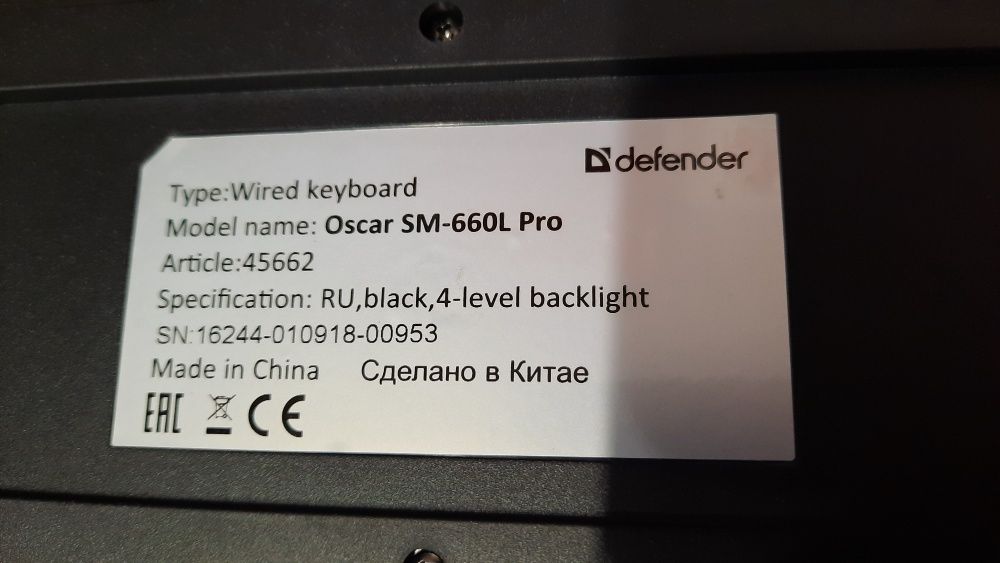 defender
Type:Wired keyboard
Model name: Oscar SM-660L Pro
Article:45662
Specification: RU,black,4-level backlight
SN:16244-010918-00953
Made in China Сделано в Китае
EAC CE